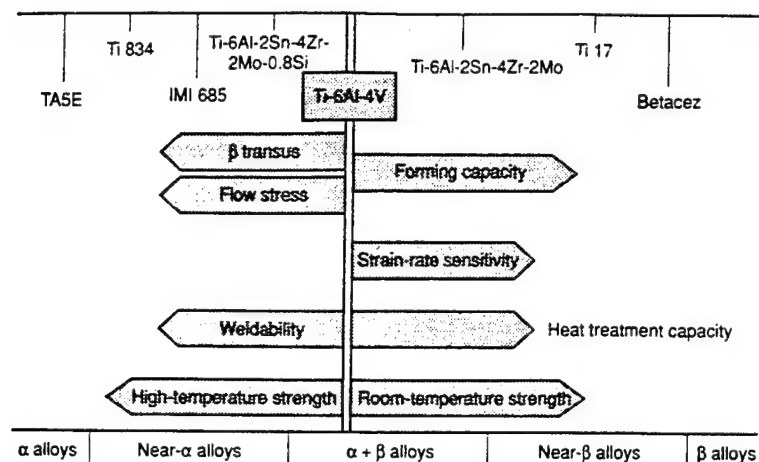 Ti 834
Ti-6Al-2Sn-4Zr-
2Mo-0.8Si
Ti 17
Ti-6Al-2Sn-4Zr-2Mo
TA5E
IMI 685
Ti-6Al-4V
Betacez
β transus
Forming capacity
Flow stress
Strain-rate sensitivity
Weldability
Heat treatment capacity
High-temperature strength
Room-temperature strength
α alloys
Near-α alloys
α + β alloys
Near-β alloys
β alloys